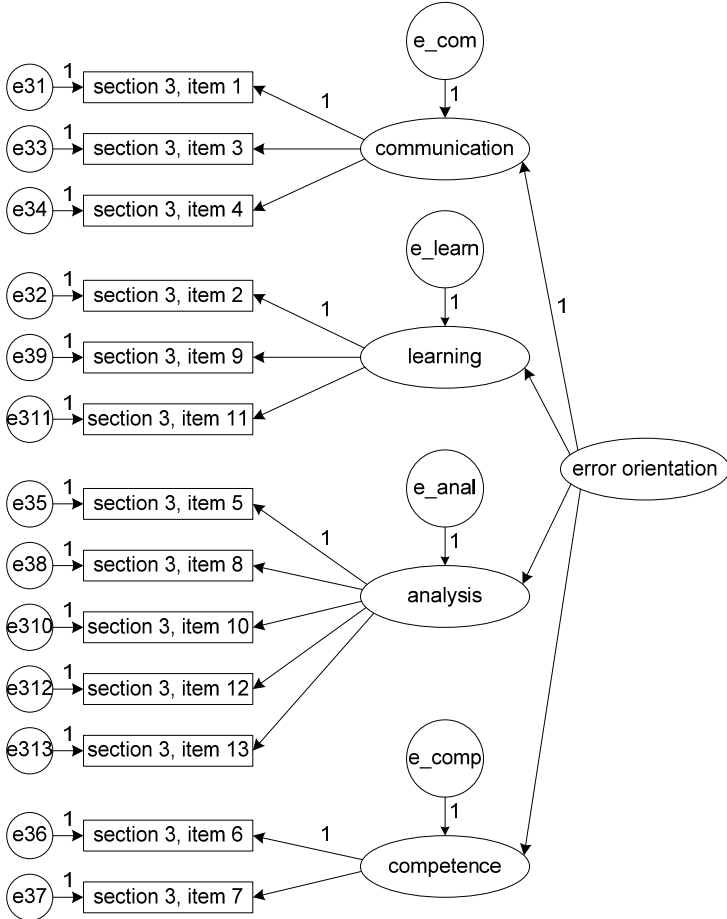 e_com
1
e31 1 section 3, item 1
1
e33 1 section 3, item 3
communication
e34 1 section 3, item 4
e_learn
1
e32 1 section 3, item 2
1
1
e39 1 section 3, item 9
learning
e311 1 section 3, item 11
error orientation
e_anal
1
e35 1 section 3, item 5
1
e38 1 section 3, item 8
analysis
e310 1 section 3, item 10
e312 1 section 3, item 12
e313 1 section 3, item 13
e_comp
1
e36 1 section 3, item 6
1
competence
e37 1 section 3, item 7